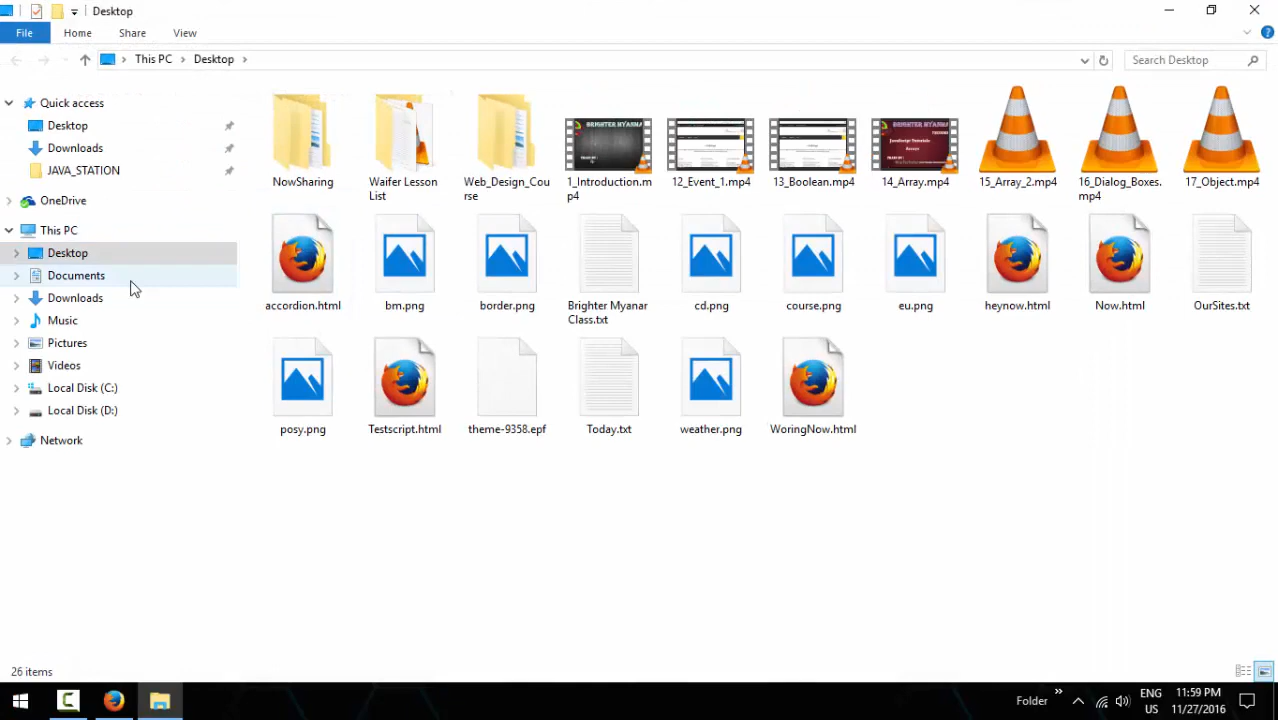 Desktop
File Home Share View
This PC Desktop
Search Desktop
Quick access
Desktop
Downloads
JAVA_STATION
OneDrive
This PC
Desktop
Documents
Downloads
Music
Pictures
Videos
Local Disk (C:)
Local Disk (D:)
Network
NowSharing
Waifer Lesson
List
Web_Design_Cou
rse
1_Introduction.m
p4
12_Event_1.mp4
13_Boolean.mp4
14_Array.mp4
15_Array_2.mp4
16_Dialog_Boxes.
mp4
17_Object.mp4
accordion.html
bm.png
border.png
Brighter Myanar
Class.txt
cd.png
course.png
eu.png
heynow.html
Now.html
OurSites.txt
posy.png
Testscript.html
theme-9358.epf
Today.txt
weather.png
WoringNow.html
26 items
Folder
ENG
US
11:59 PM
11/27/2016